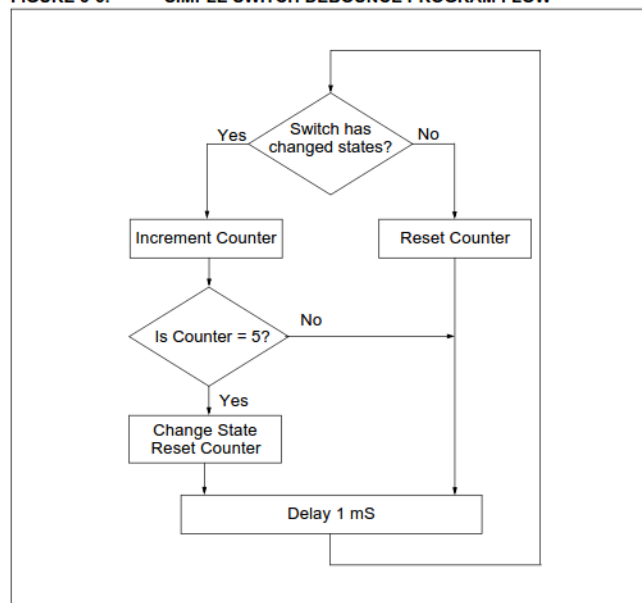 Switch has
changed states?
Yes
No
Increment Counter
Reset Counter
Is Counter = 5?
No
Yes
Change State
Reset Counter
Delay 1 mS